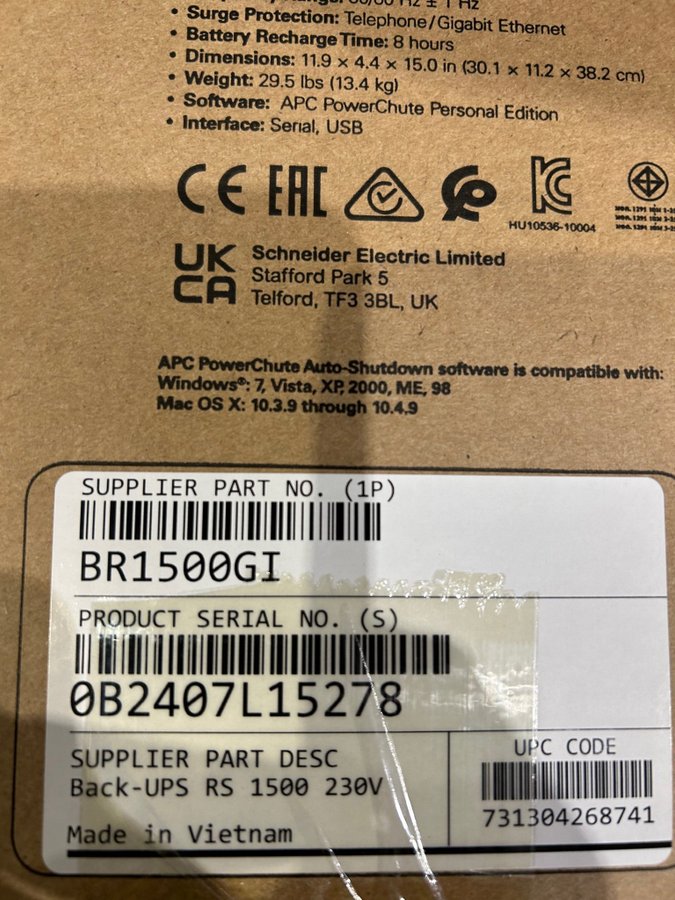 Hz ± 1 Hz
• Surge Protection: Telephone/Gigabit Ethernet
• Battery Recharge Time: 8 hours
• Dimensions: 11.9 × 4.4 × 15.0 in (30.1 × 11.2 × 38.2 cm)
• Weight: 29.5 lbs (13.4 kg)
• Software: APC PowerChute Personal Edition
• Interface: Serial, USB
CE EAC KC
HU10536-10004
UK CA
Schneider Electric Limited
Stafford Park 5
Telford, TF3 3BL, UK
APC PowerChute Auto-Shutdown software is compatible with:
Windows®: 7, Vista, XP, 2000, ME, 98
Mac OS X: 10.3.9 through 10.4.9
SUPPLIER PART NO. (1P)
BR1500GI
PRODUCT SERIAL NO. (S)
0B2407L15278
SUPPLIER PART DESC
Back-UPS RS 1500 230V
Made in Vietnam
UPC CODE
731304268741